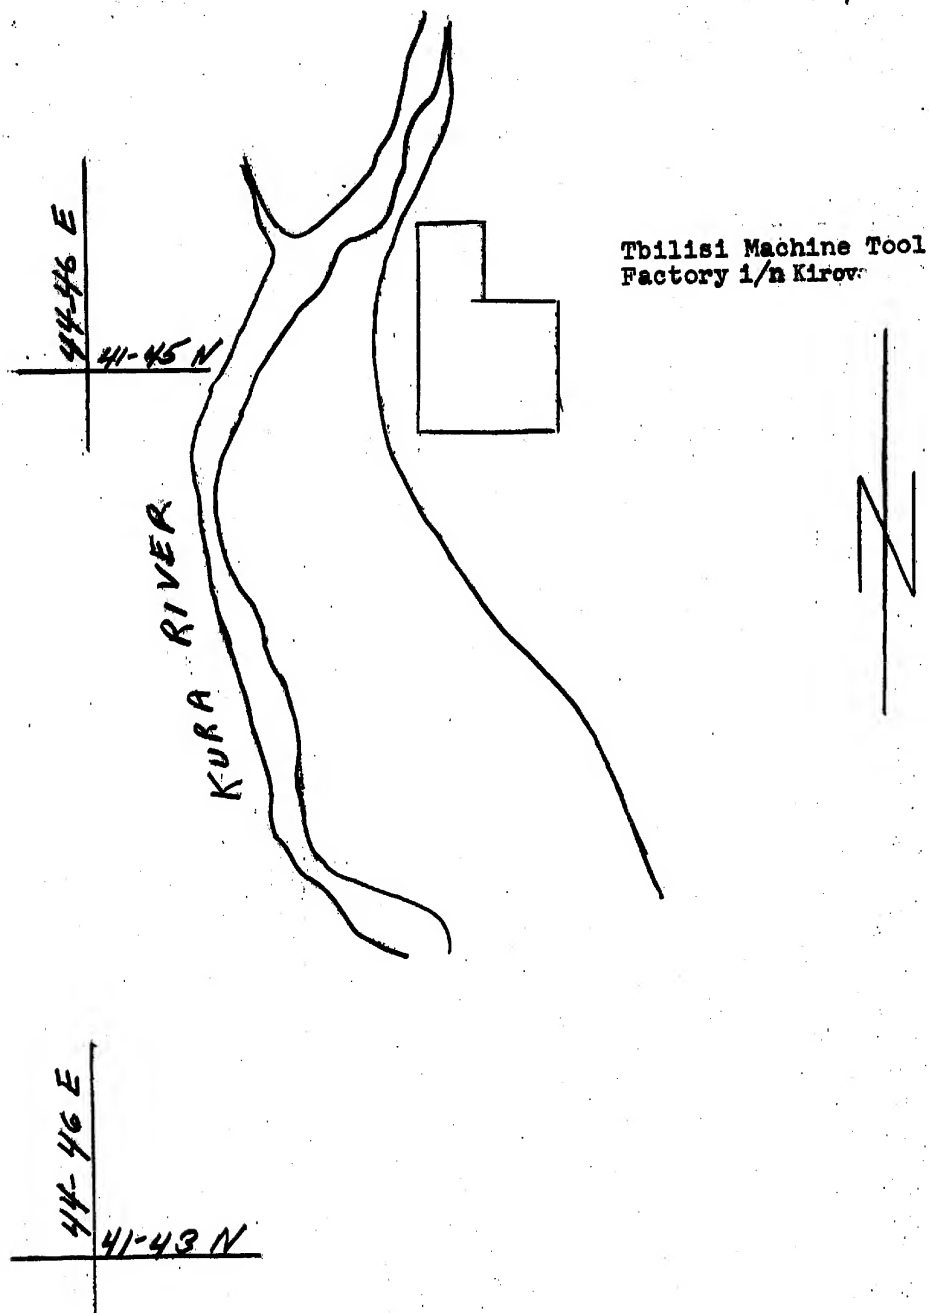 Tbilisi Machine Tool
Factory i/n Kirov
44-46 E
41-45 N
KURA RIVER
N
44-46 E
41-43 N